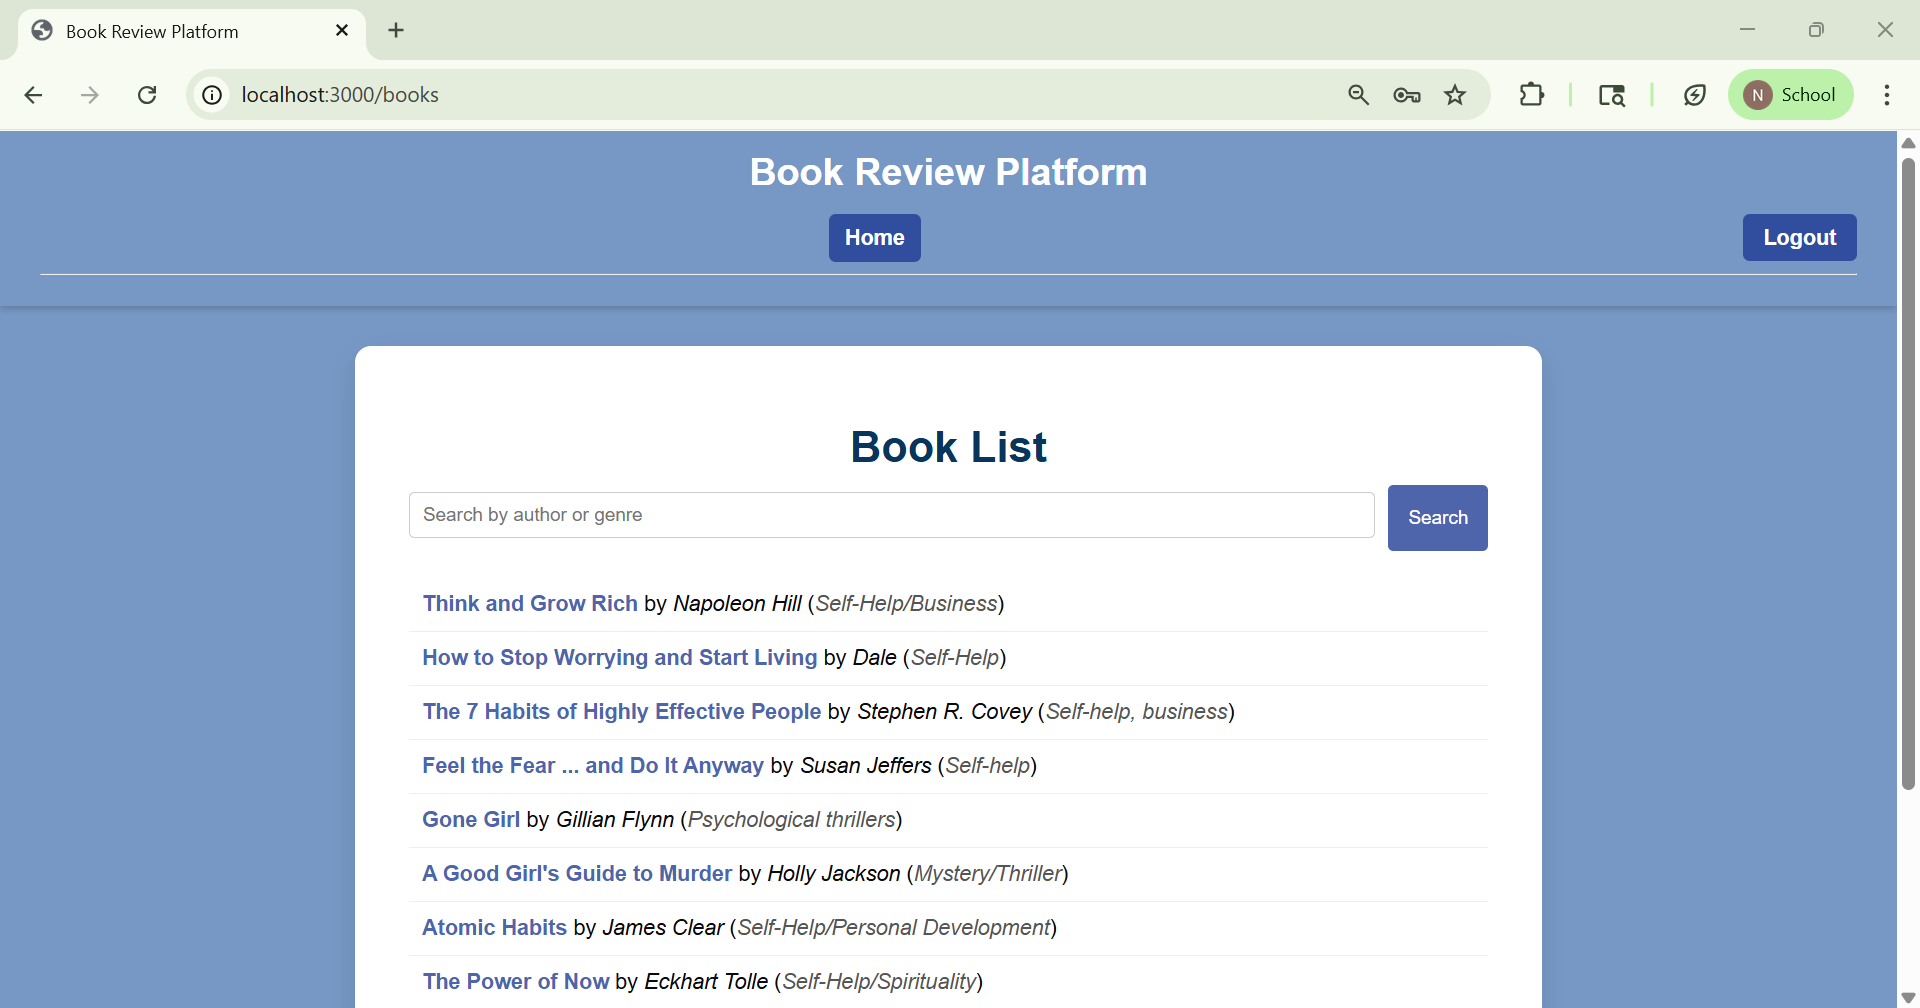 Book Review Platform
localhost:3000/books
N School
Book Review Platform
Home Logout
Book List
Search by author or genre Search
Think and Grow Rich by Napoleon Hill (Self-Help/Business)
How to Stop Worrying and Start Living by Dale (Self-Help)
The 7 Habits of Highly Effective People by Stephen R. Covey (Self-help, business)
Feel the Fear ... and Do It Anyway by Susan Jeffers (Self-help)
Gone Girl by Gillian Flynn (Psychological thrillers)
A Good Girl's Guide to Murder by Holly Jackson (Mystery/Thriller)
Atomic Habits by James Clear (Self-Help/Personal Development)
The Power of Now by Eckhart Tolle (Self-Help/Spirituality)